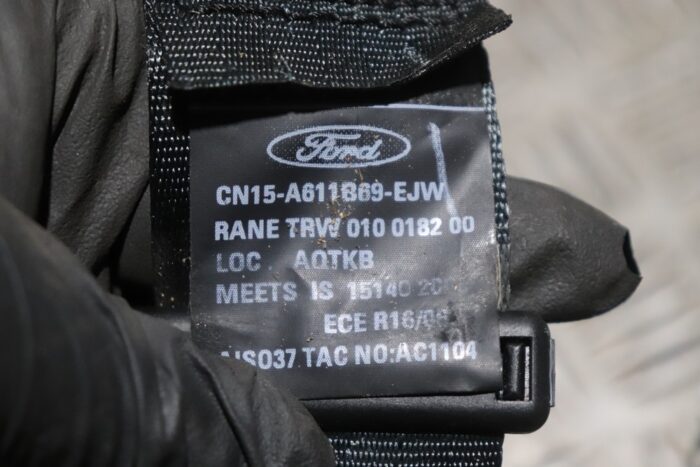 Ford
CN15-A611B69-EJW
RANE TRW 010 0182 00
LOC AQTKB
MEETS IS 15140
ECE R16/
TAC NO:AC1104